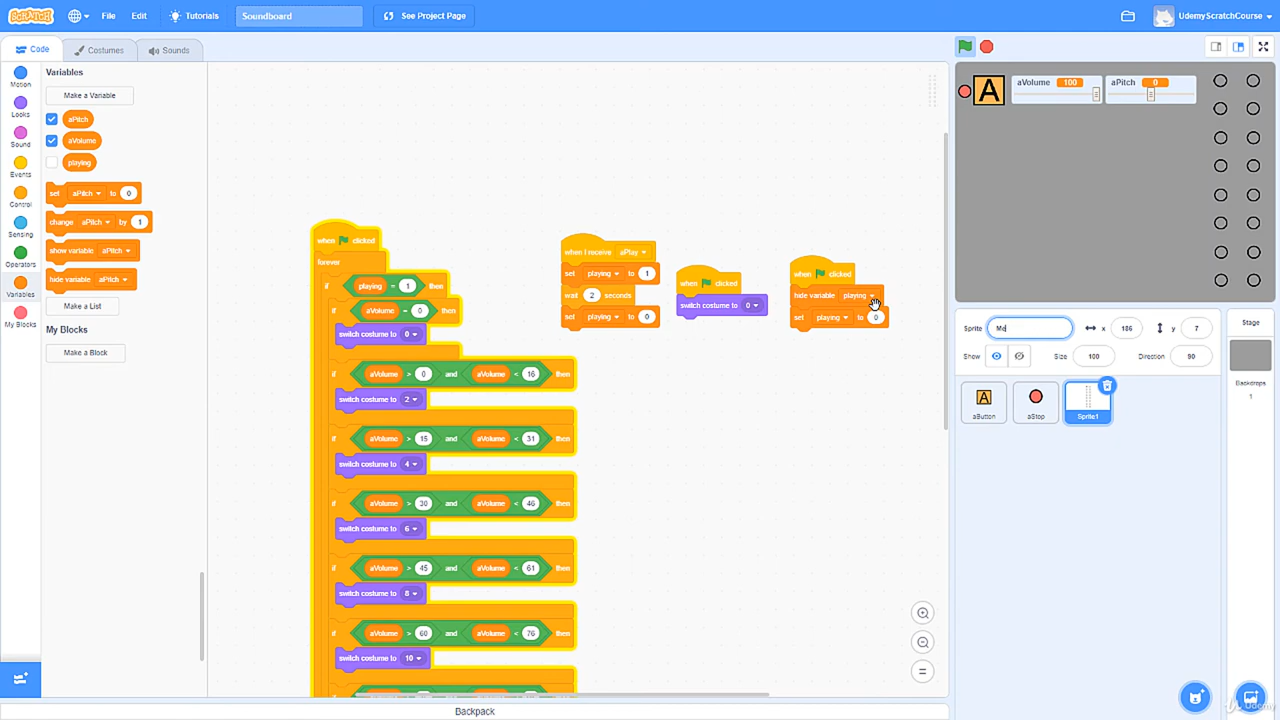 SCRATCH File Edit Tutorials Soundboard See Project Page UdemyScratchCourse
Code Costumes Sounds
Motion
Looks
Sound
Events
Control
Sensing
Operators
Variables
My Blocks
Variables
Make a Variable
aPitch
aVolume
playing
set aPitch to 0
change aPitch by 1
show variable aPitch
hide variable aPitch
Make a List
My Blocks
Make a Block
when clicked
forever
if playing = 1 then
if aVolume = 0 then
switch costume to 0
if aVolume > 0 and aVolume < 16 then
switch costume to 2
if aVolume > 15 and aVolume < 31 then
switch costume to 4
if aVolume > 30 and aVolume < 46 then
switch costume to 6
if aVolume > 45 and aVolume < 61 then
switch costume to 8
if aVolume > 60 and aVolume < 76 then
switch costume to 10
when I receive aPlay
set playing to 1
wait 2 seconds
set playing to 0
when clicked
switch costume to 0
when clicked
hide variable playing
set playing to 0
A aVolume 100 aPitch 0
Sprite Me x 186 y 7
Show Size 100 Direction 90
A
aButton aStop Sprite1
Stage
Backdrops
1
Backpack
Udemy